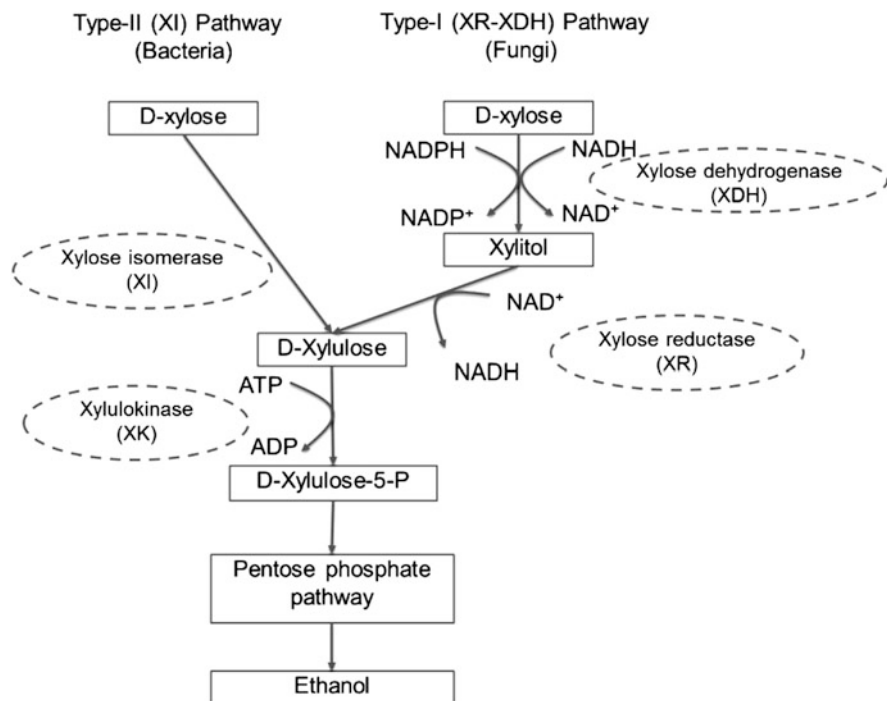 Type-II (XI) Pathway
(Bacteria)
Type-I (XR-XDH) Pathway
(Fungi)
D-xylose
D-xylose
NADPH
NADH
Xylose dehydrogenase
(XDH)
NADP⁺
NAD⁺
Xylose isomerase
(XI)
Xylitol
NAD⁺
D-Xylulose
NADH
Xylose reductase
(XR)
ATP
Xylulokinase
(XK)
ADP
D-Xylulose-5-P
Pentose phosphate
pathway
Ethanol